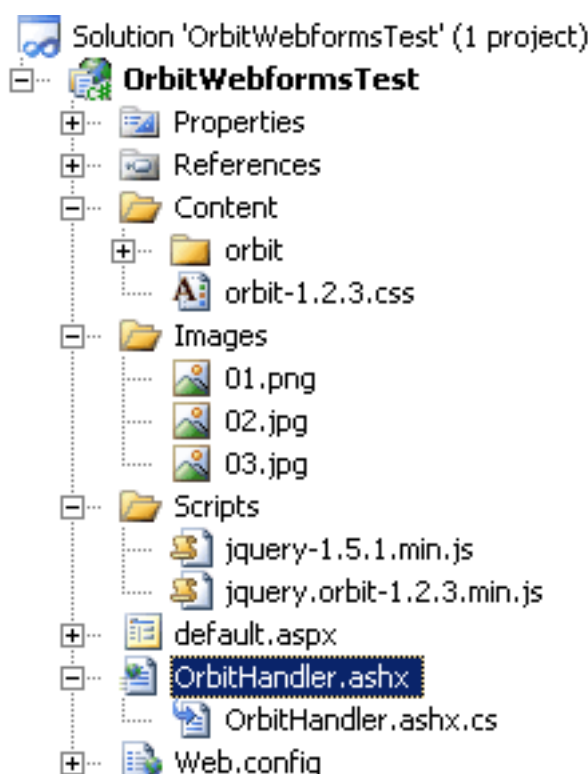 Solution 'OrbitWebformsTest' (1 project)
OrbitWebformsTest
Properties
References
Content
orbit
orbit-1.2.3.css
Images
01.png
02.jpg
03.jpg
Scripts
jquery-1.5.1.min.js
jquery.orbit-1.2.3.min.js
default.aspx
OrbitHandler.ashx
OrbitHandler.ashx.cs
Web.config